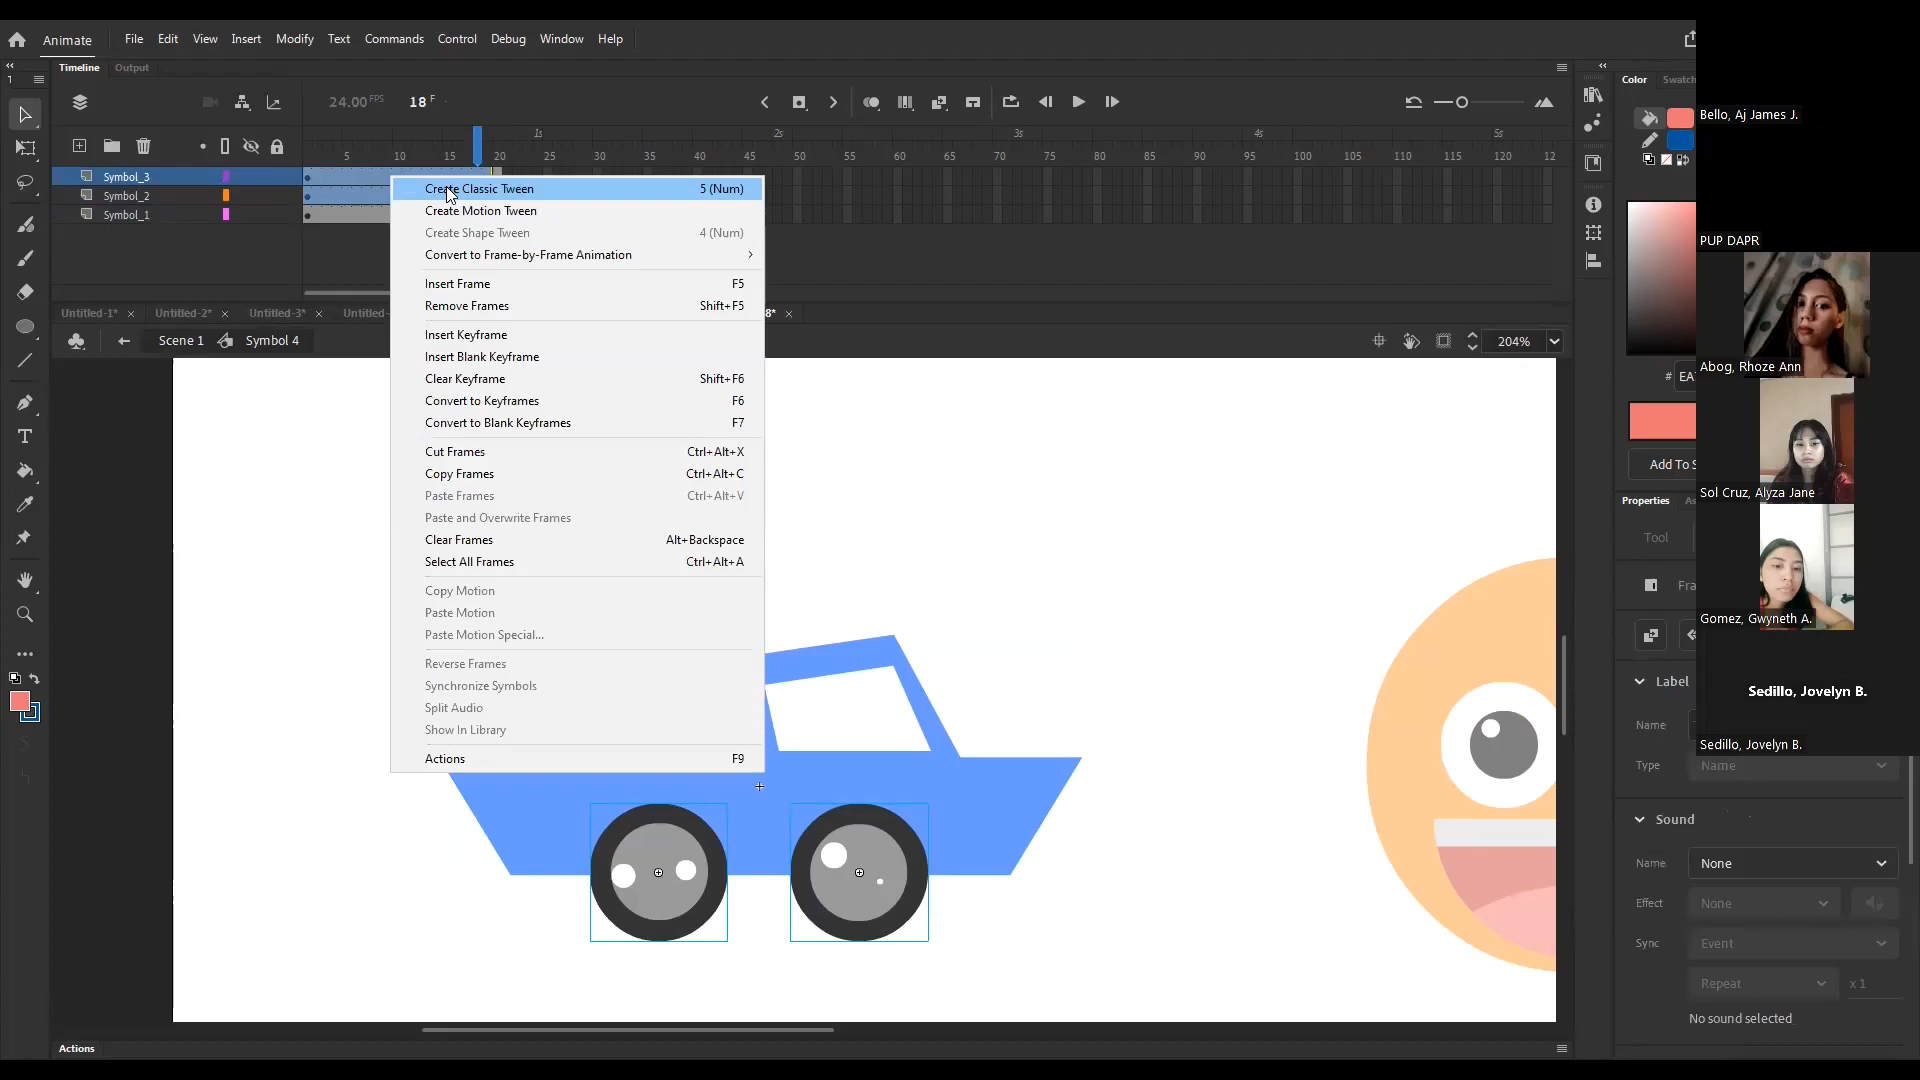 Animate
File Edit View Insert Modify Text Commands Control Debug Window Help
Timeline Output
1
24.00 FPS 18 F
1s 2s 3s 4s 5s
5 10 15 20 25 30 35 40 45 50 55 60 65 70 75 80 85 90 95 100 105 110 115 120 12
Symbol_3
Symbol_2
Symbol_1
Create Classic Tween 5 (Num)
Create Motion Tween
Create Shape Tween 4 (Num)
Convert to Frame-by-Frame Animation
Insert Frame F5
Remove Frames Shift+F5
Insert Keyframe
Insert Blank Keyframe
Clear Keyframe Shift+F6
Convert to Keyframes F6
Convert to Blank Keyframes F7
Cut Frames Ctrl+Alt+X
Copy Frames Ctrl+Alt+C
Paste Frames Ctrl+Alt+V
Paste and Overwrite Frames
Clear Frames Alt+Backspace
Select All Frames Ctrl+Alt+A
Copy Motion
Paste Motion
Paste Motion Special...
Reverse Frames
Synchronize Symbols
Split Audio
Show In Library
Actions F9
Untitled-1* Untitled-2* Untitled-3* Untitled- 8*
Scene 1 Symbol 4 204%
Actions
Color Swatch
# EA
Add To S
Properties As
Tool
Fra
Label
Name
Type Name
Sound
Name None
Effect None
Sync Event
Repeat x 1
No sound selected
Bello, Aj James J.
PUP DAPR
Abog, Rhoze Ann
Sol Cruz, Alyza Jane
Gomez, Gwyneth A.
Sedillo, Jovelyn B.
Sedillo, Jovelyn B.